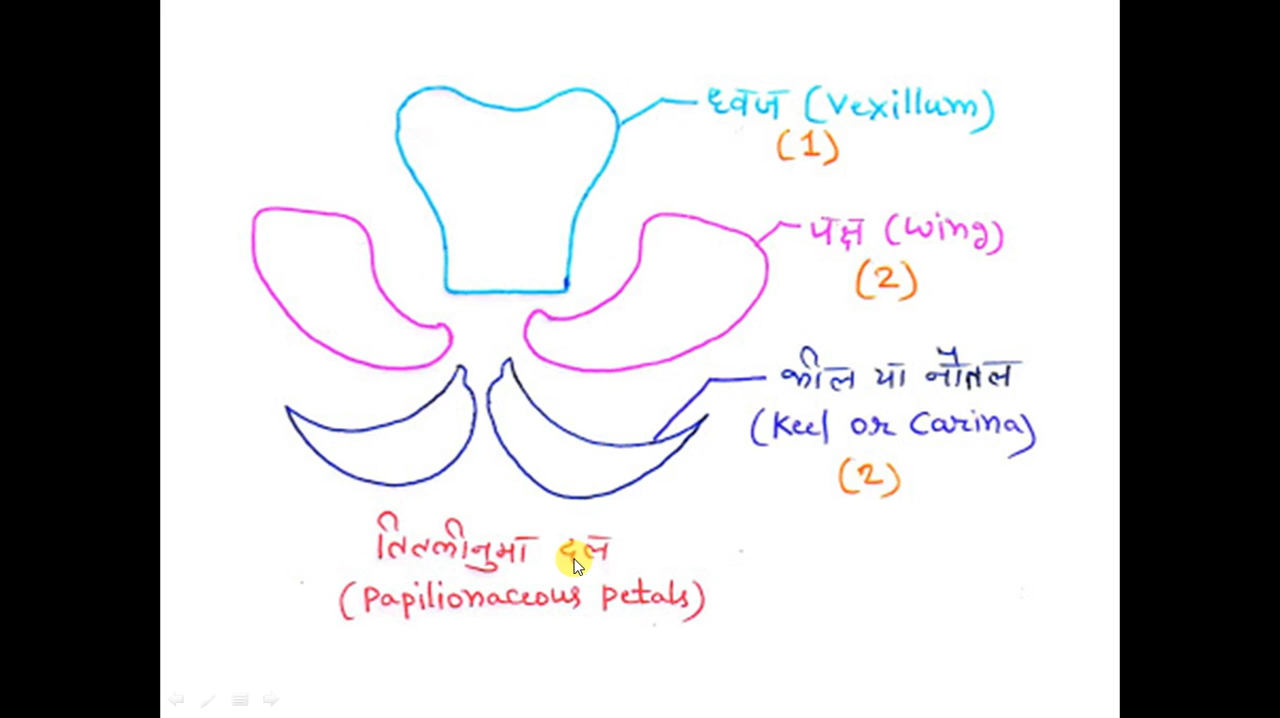 ध्वज (Vexillum)
(1)
पक्ष (wing)
(2)
कील या नौतल
(Keel or Carina)
(2)
तितलीनुमा दल
(Papilionaceous petals)